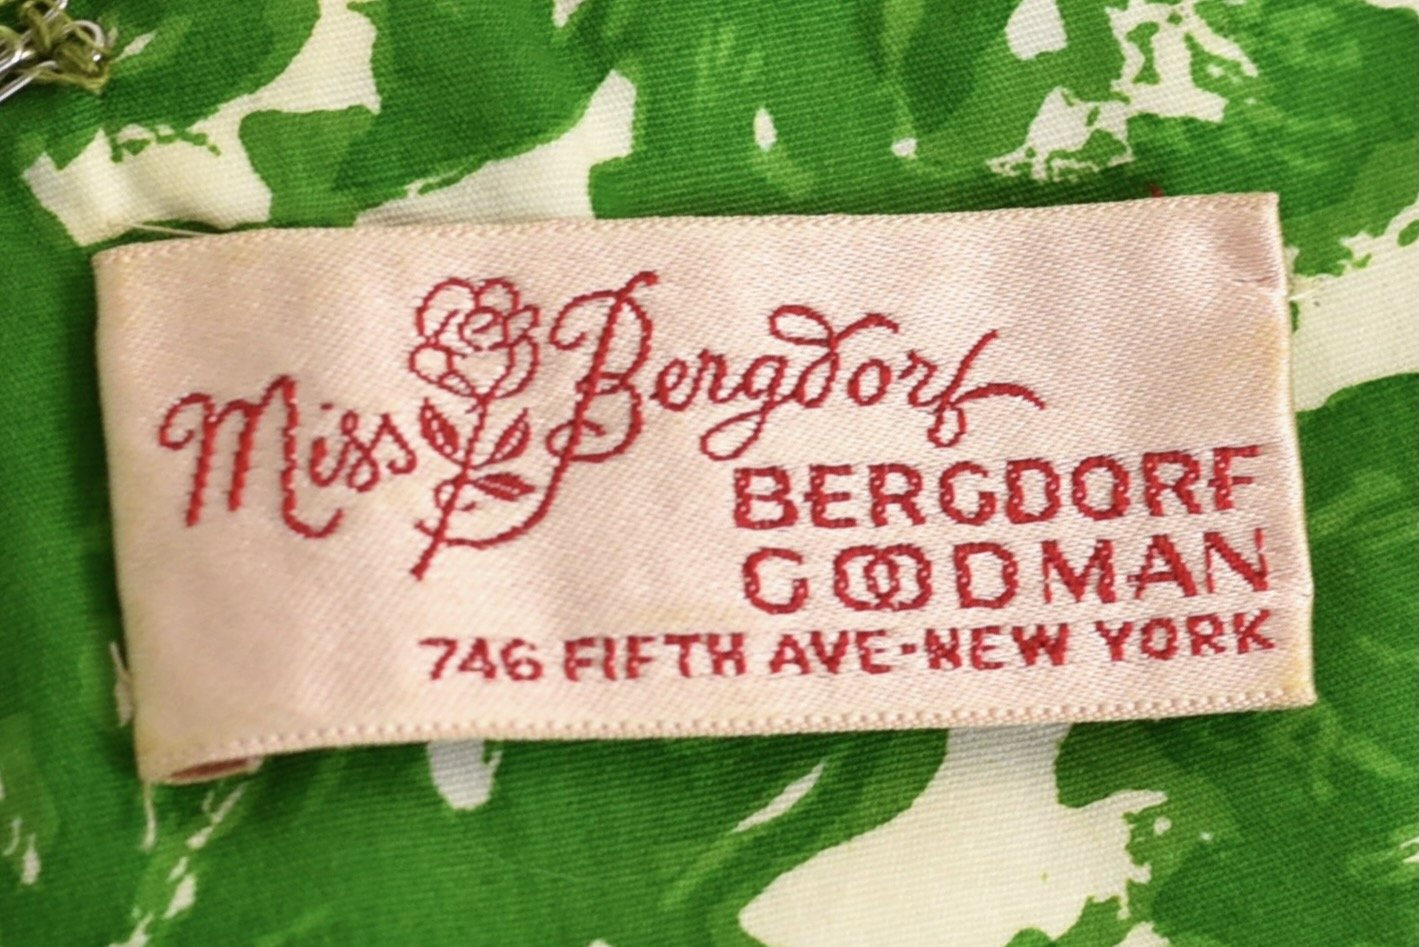 Miss Bergdorf
BERGDORF
GOODMAN
746 FIFTH AVE-NEW YORK